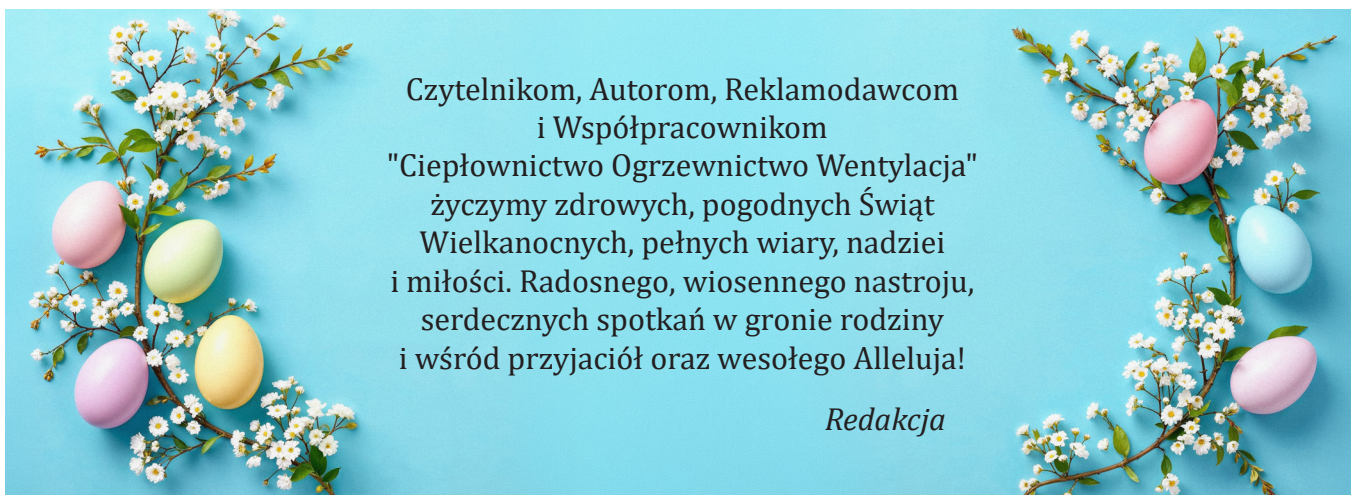 Czytelnikom, Autorom, Reklamodawcom
i Współpracownikom
"Ciepłownictwo Ogrzewnictwo Wentylacja"
życzymy zdrowych, pogodnych Świąt
Wielkanocnych, pełnych wiary, nadziei
i miłości. Radosnego, wiosennego nastroju,
serdecznych spotkań w gronie rodziny
i wśród przyjaciół oraz wesołego Alleluja!
Redakcja